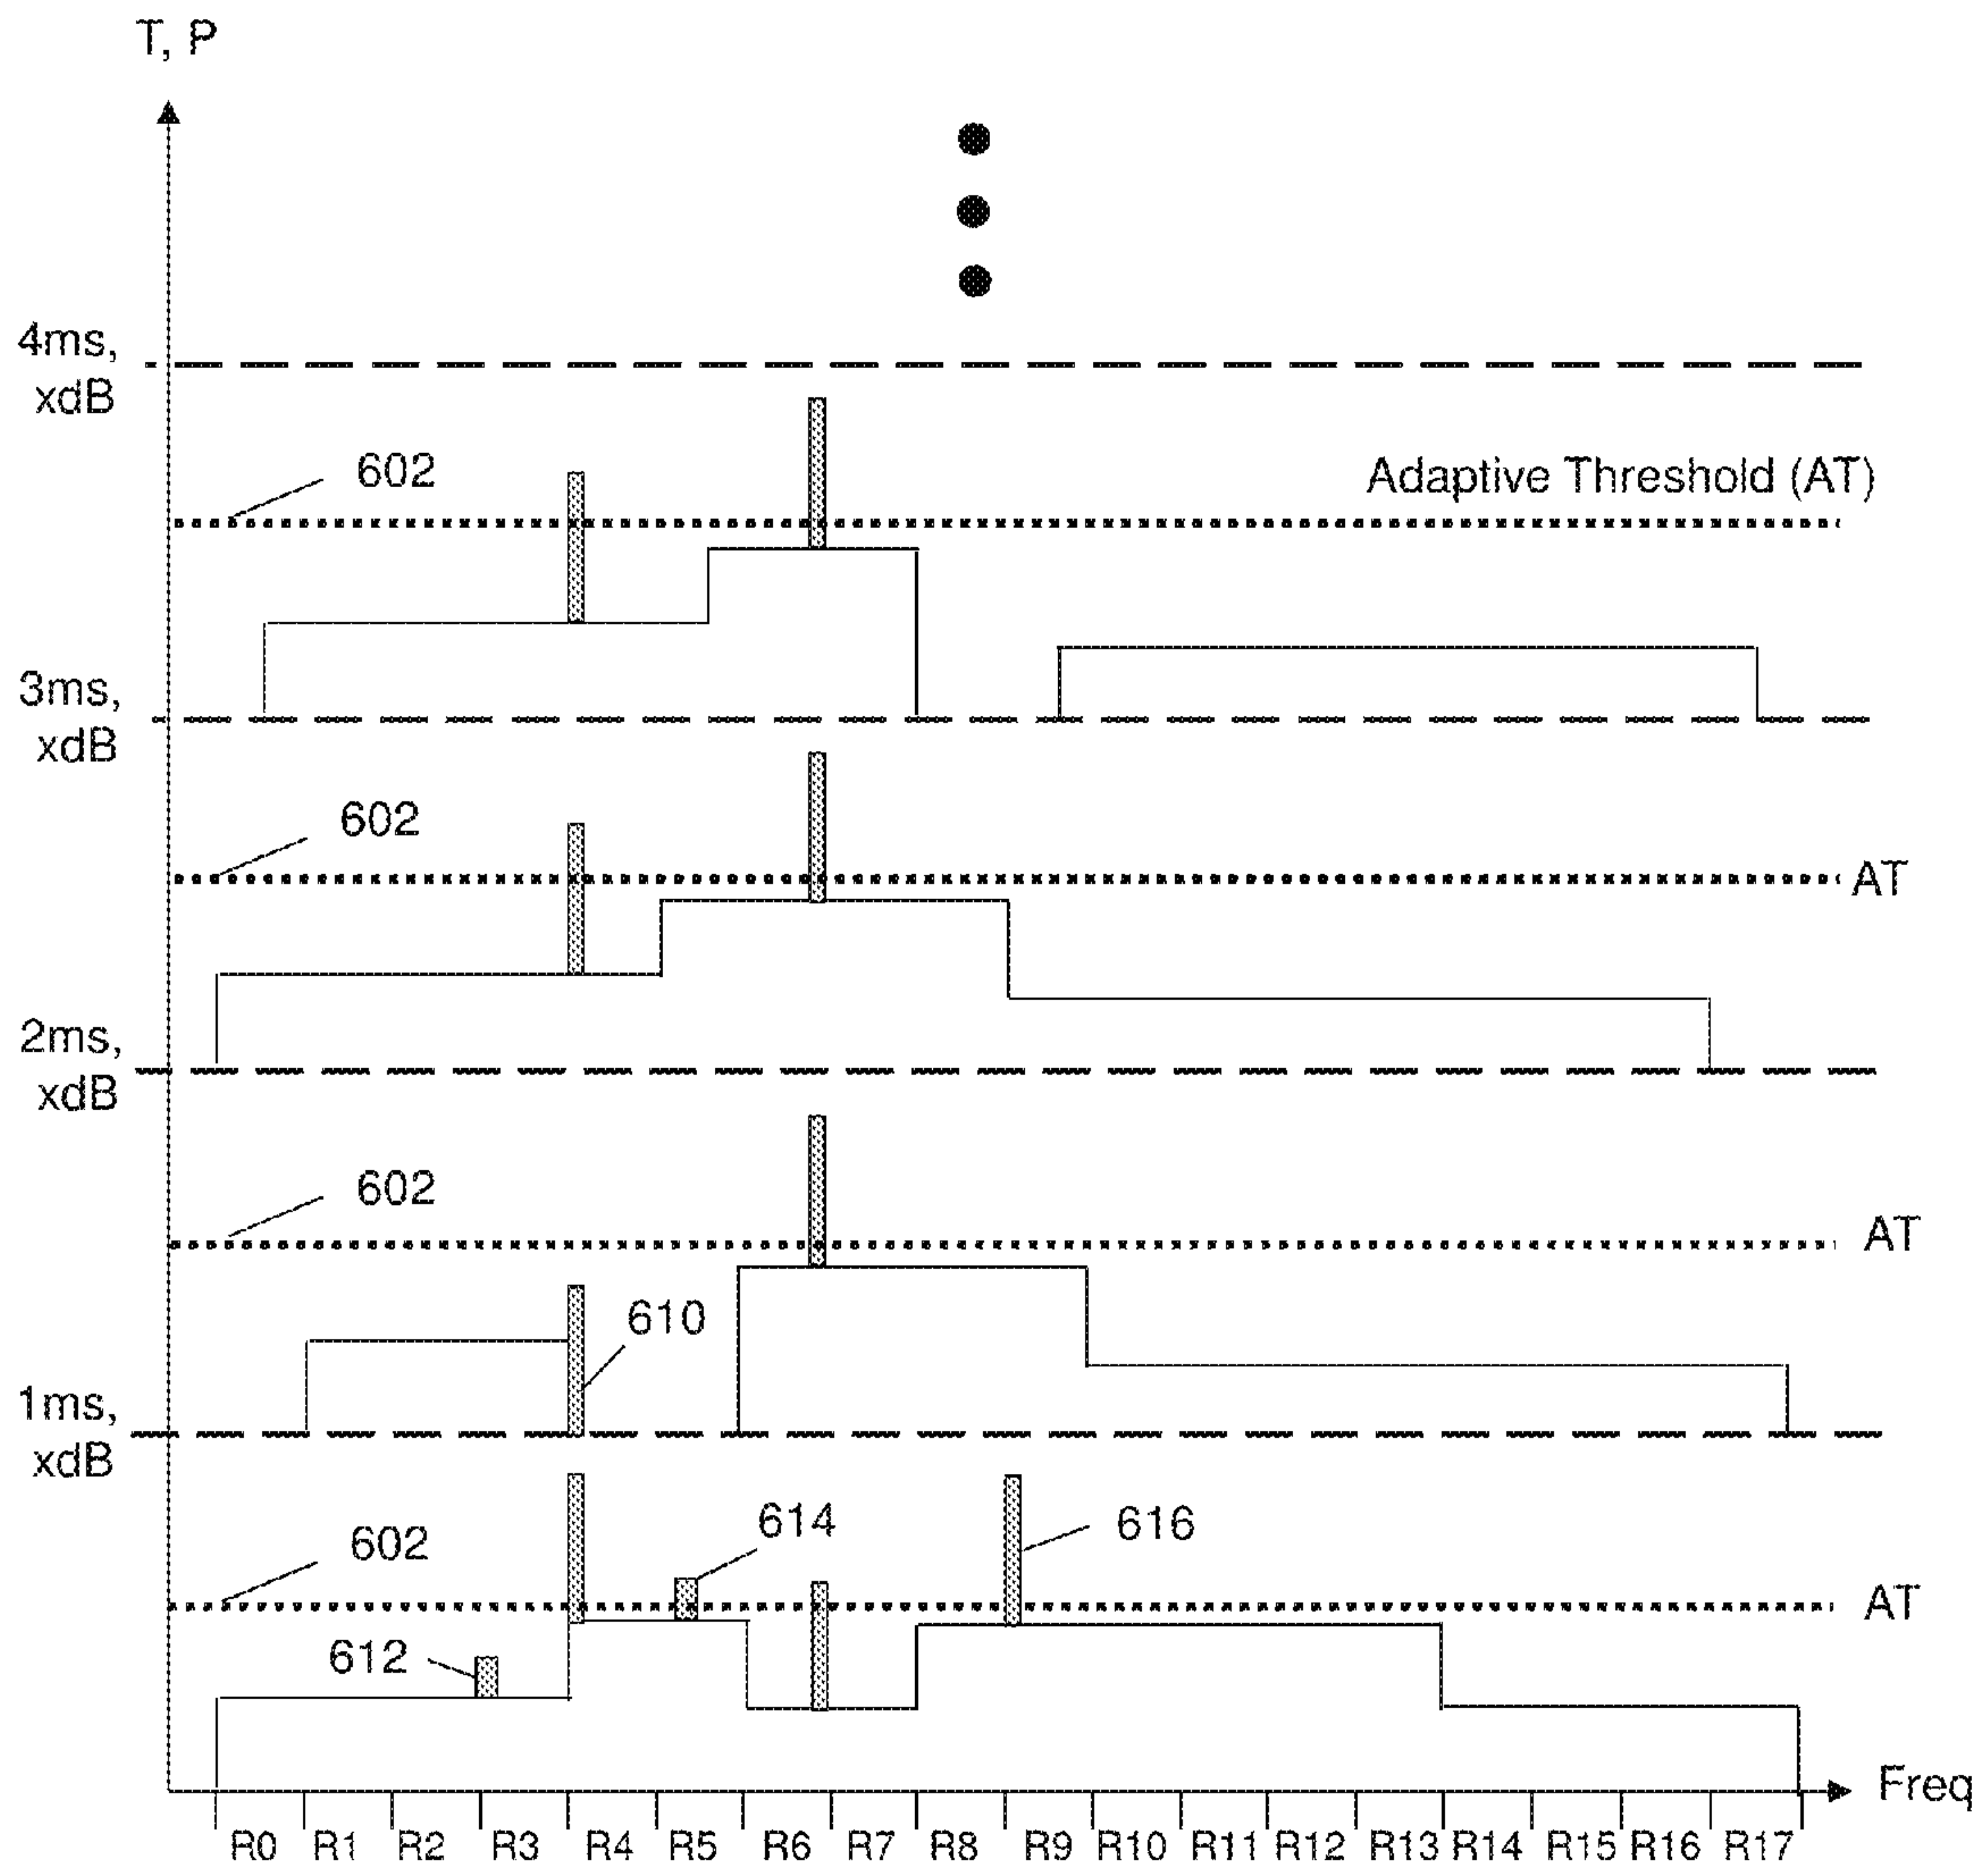 T, P
4ms,
xdB
602
Adaptive Threshold (AT)
3ms,
xdB
602
AT
2ms,
xdB
602
AT
610
1ms,
xdB
614
616
602
AT
612
Freq
R0 R1 R2 R3 R4 R5 R6 R7 R8 R9 R10 R11 R12 R13 R14 R15 R16 R17